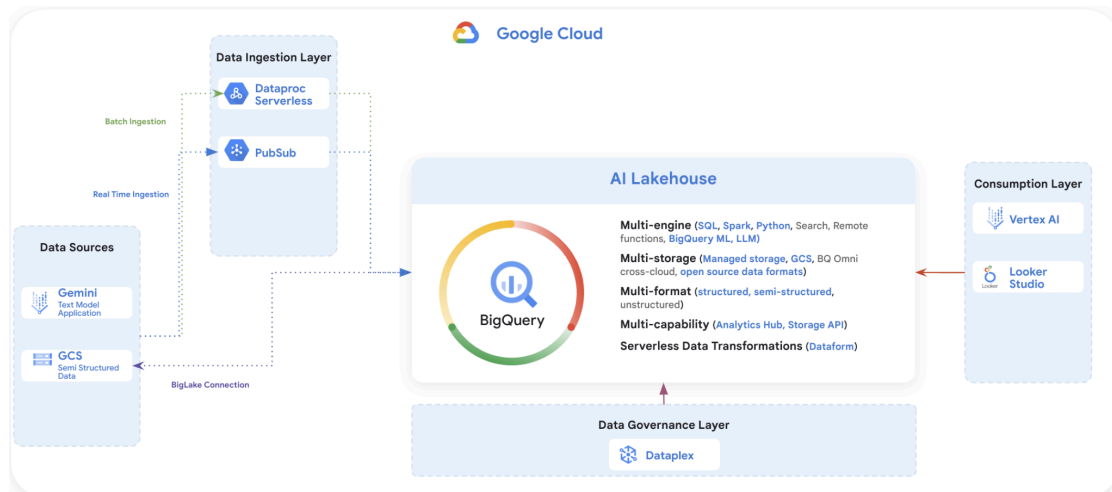 Google Cloud
Data Ingestion Layer
Dataproc
Serverless
PubSub
Batch Ingestion
Real Time Ingestion
Data Sources
Gemini
Text Model
Application
GCS
Semi Structured
Data
BigLake Connection
AI Lakehouse
BigQuery
Multi-engine (SQL, Spark, Python, Search, Remote
functions, BigQuery ML, LLM)
Multi-storage (Managed storage, GCS, BQ Omni
cross-cloud, open source data formats)
Multi-format (structured, semi-structured,
unstructured)
Multi-capability (Analytics Hub, Storage API)
Serverless Data Transformations (Dataform)
Consumption Layer
Vertex AI
Looker
Looker
Studio
Data Governance Layer
Dataplex